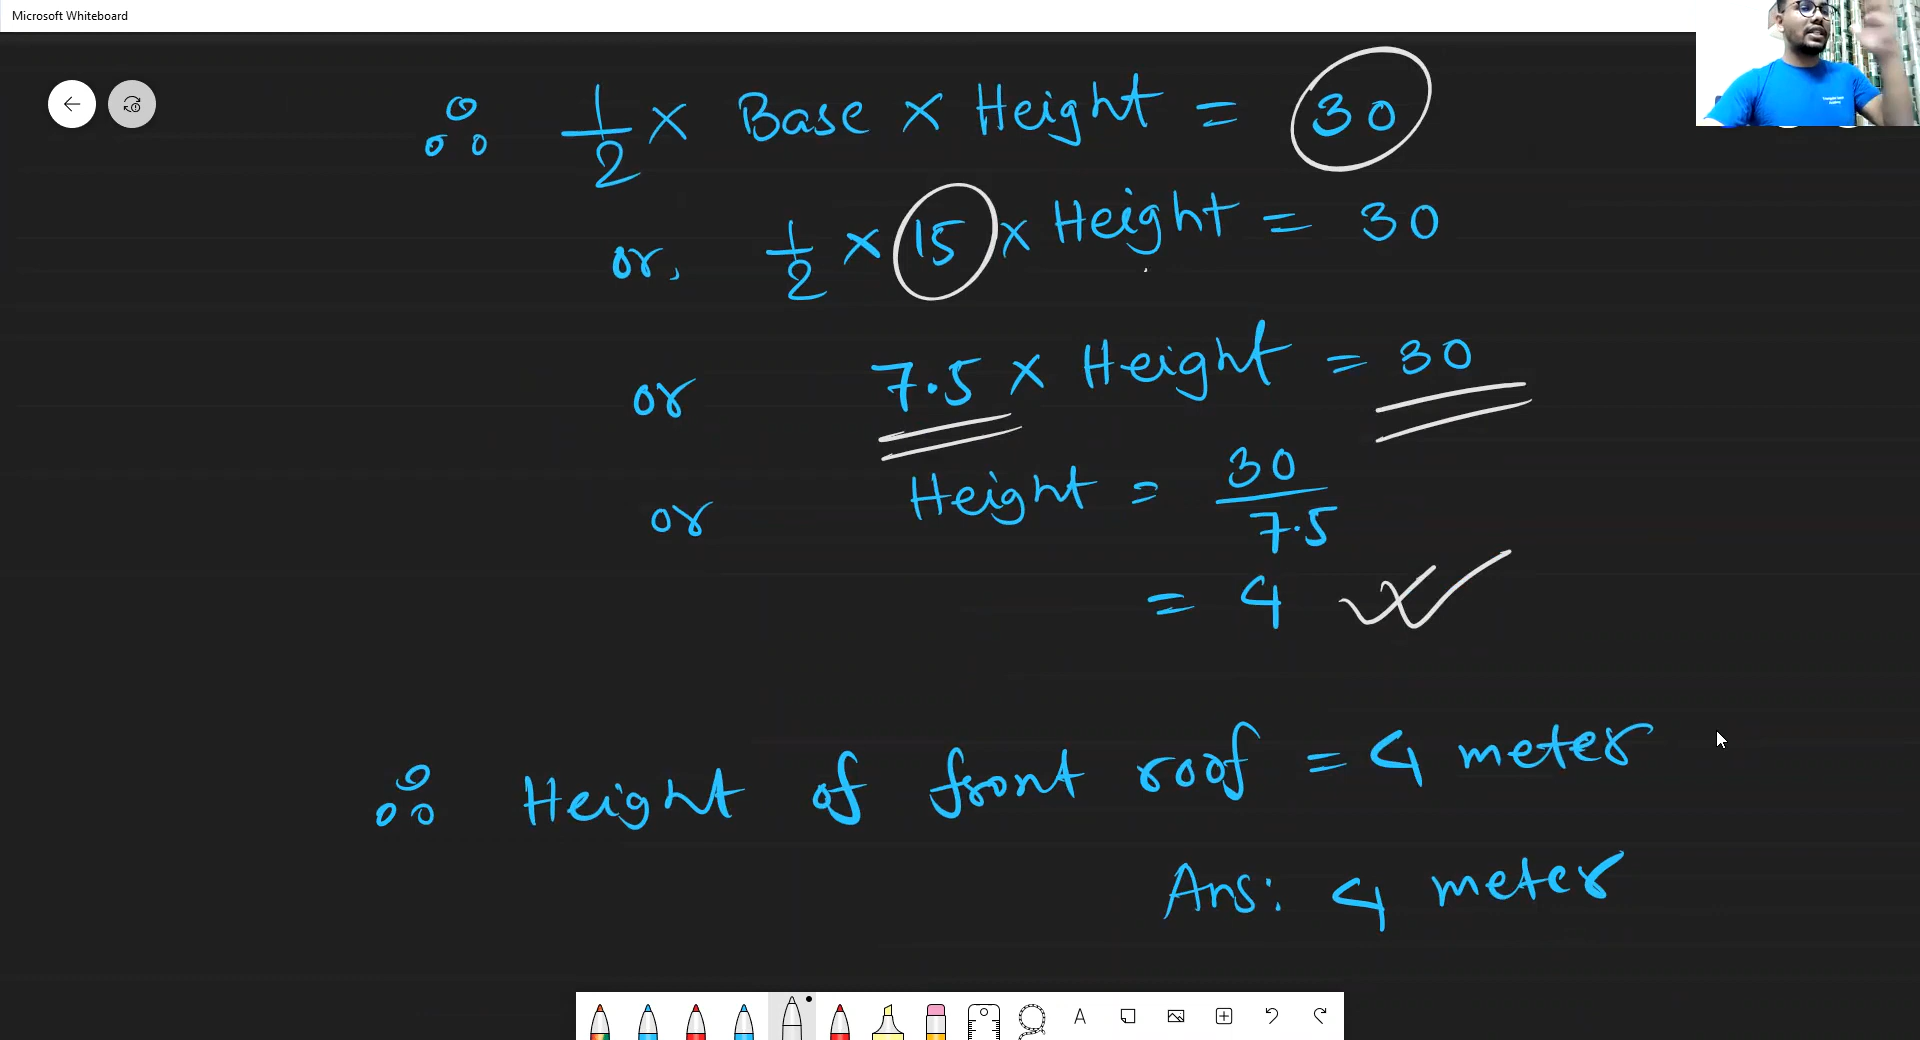 Microsoft Whiteboard
∴ 1/2 × Base × Height = 30
or, 1/2 × 15 × Height = 30
or 7.5 × Height = 30
or Height = 30/7.5
= 4
∴ Height of front roof = 4 meter
Ans: 4 meter
A